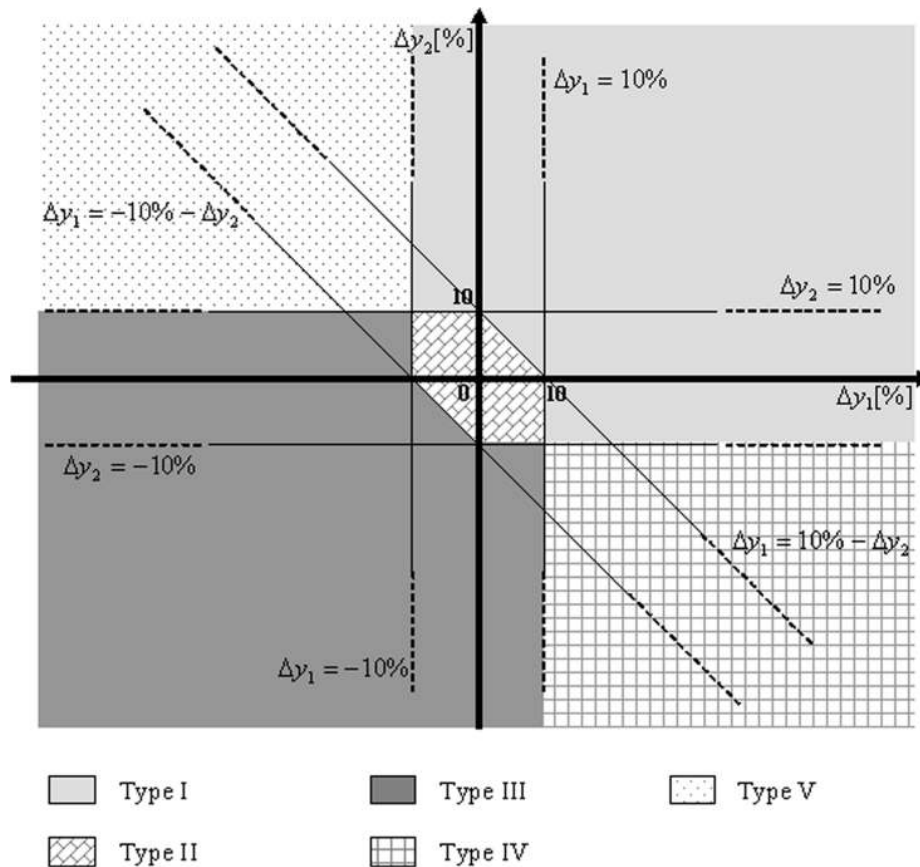 Δy₂[%]
Δy₁ = 10%
Δy₁ = −10% − Δy₂
10
Δy₂ = 10%
0
10
Δy₁[%]
Δy₂ = −10%
Δy₁ = 10% − Δy₂
Δy₁ = −10%
Type I
Type III
Type V
Type II
Type IV